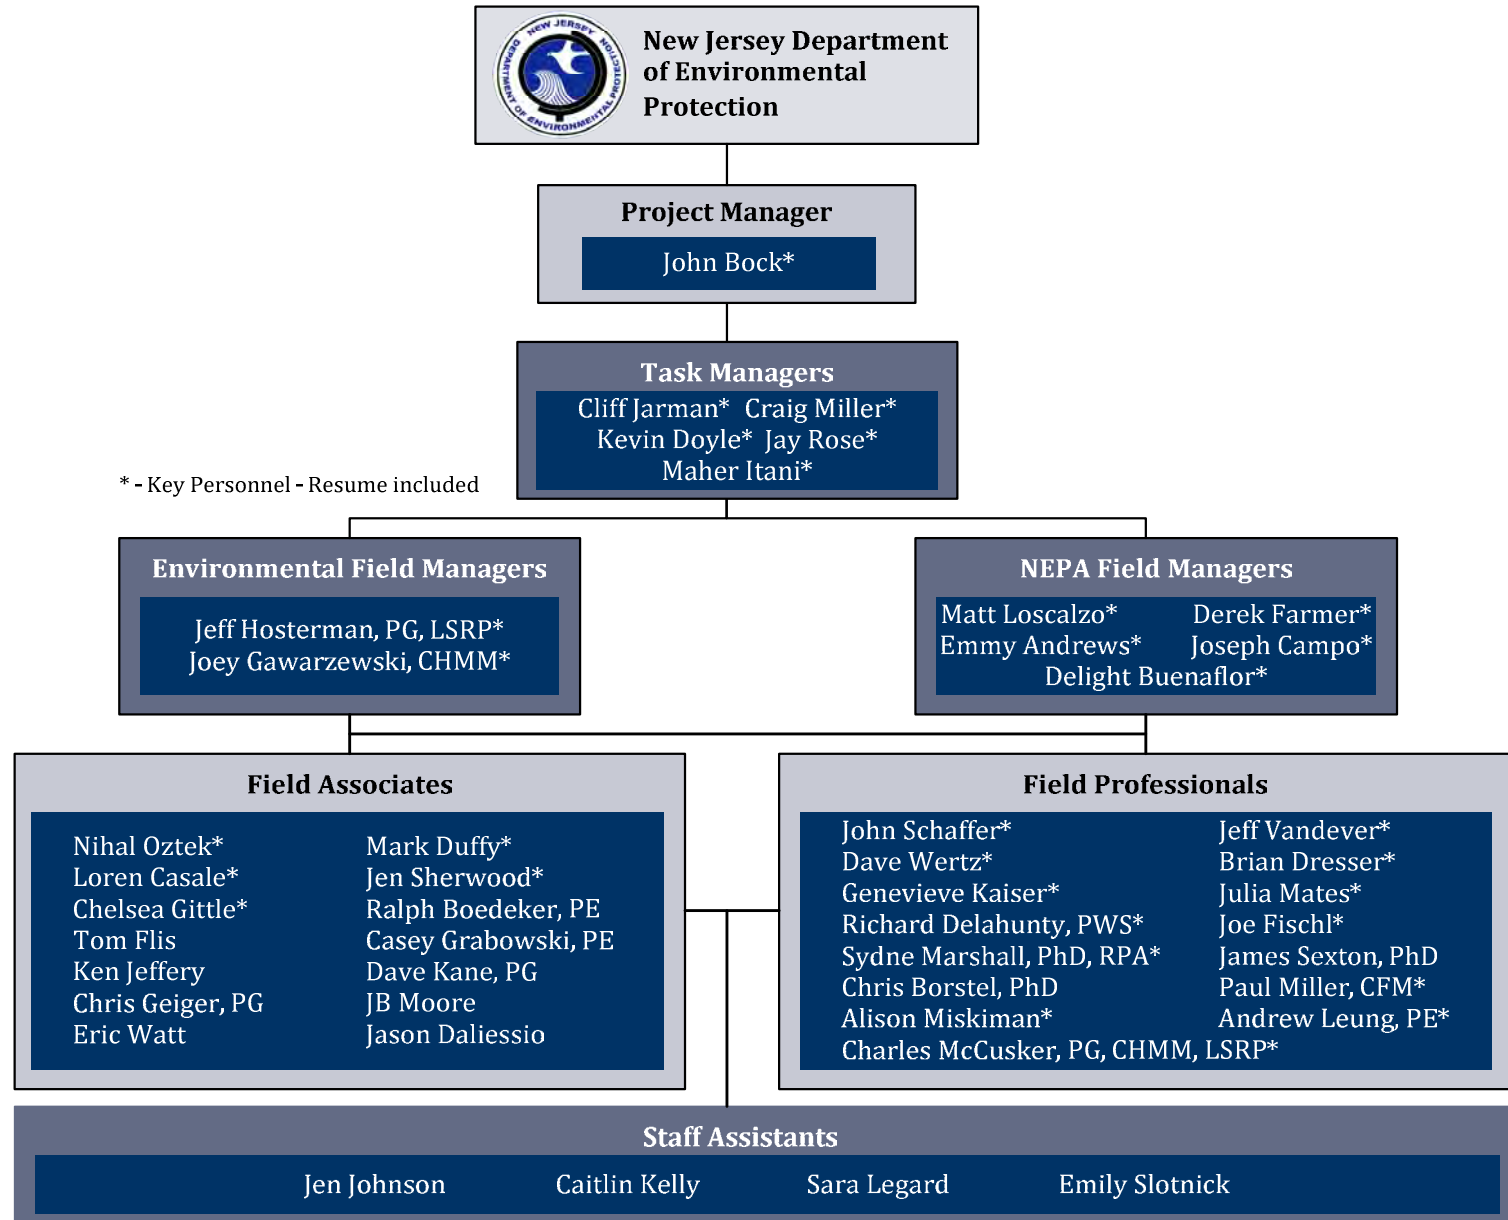 NEW JERSEY
DEPARTMENT OF ENVIRONMENTAL PROTECTION
New Jersey Department
of Environmental
Protection
Project Manager
John Bock*
Task Managers
Cliff Jarman* Craig Miller*
Kevin Doyle* Jay Rose*
Maher Itani*
* - Key Personnel - Resume included
Environmental Field Managers
Jeff Hosterman, PG, LSRP*
Joey Gawarzewski, CHMM*
NEPA Field Managers
Matt Loscalzo* Derek Farmer*
Emmy Andrews* Joseph Campo*
Delight Buenaflor*
Field Associates
Nihal Oztek* Mark Duffy*
Loren Casale* Jen Sherwood*
Chelsea Gittle* Ralph Boedeker, PE
Tom Flis Casey Grabowski, PE
Ken Jeffery Dave Kane, PG
Chris Geiger, PG JB Moore
Eric Watt Jason Daliessio
Field Professionals
John Schaffer* Jeff Vandever*
Dave Wertz* Brian Dresser*
Genevieve Kaiser* Julia Mates*
Richard Delahunty, PWS* Joe Fischl*
Sydne Marshall, PhD, RPA* James Sexton, PhD
Chris Borstel, PhD Paul Miller, CFM*
Alison Miskiman* Andrew Leung, PE*
Charles McCusker, PG, CHMM, LSRP*
Staff Assistants
Jen Johnson Caitlin Kelly Sara Legard Emily Slotnick